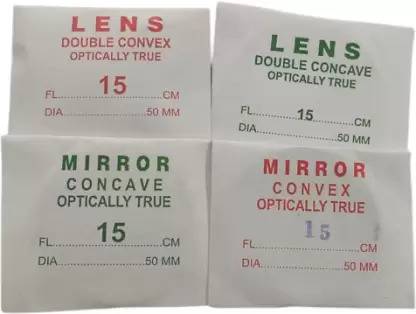 LENS
DOUBLE CONVEX
OPTICALLY TRUE
15
FL....................CM
DIA....................50 MM
LENS
DOUBLE CONCAVE
OPTICALLY TRUE
15
FL....................CM
DIA....................50 MM
MIRROR
CONCAVE
OPTICALLY TRUE
15
FL....................CM
DIA....................50 MM
MIRROR
CONVEX
OPTICALLY TRUE
15
FL....................CM
DIA....................50 MM